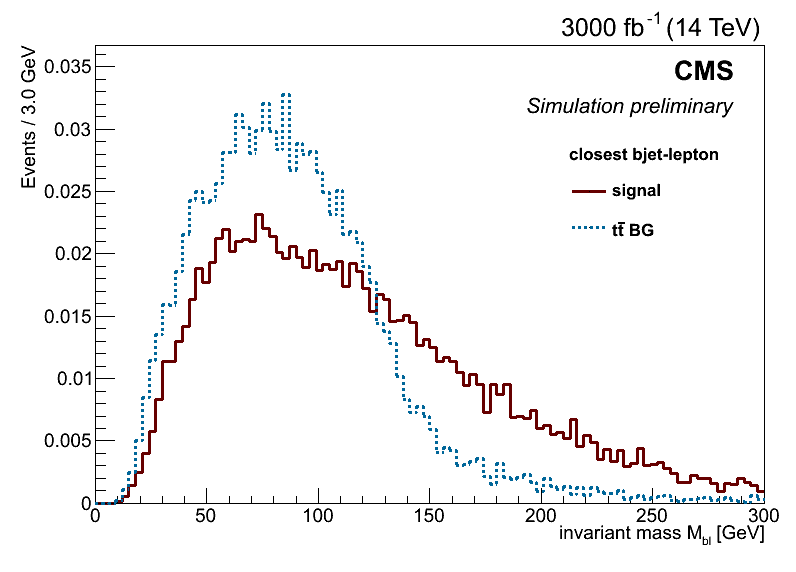 3000 fb⁻¹ (14 TeV)
Events / 3.0 GeV
CMS
Simulation preliminary
closest bjet-lepton
signal
tt̄ BG
0.035
0.03
0.025
0.02
0.015
0.01
0.005
0
0 50 100 150 200 250 300
invariant mass M_bl [GeV]